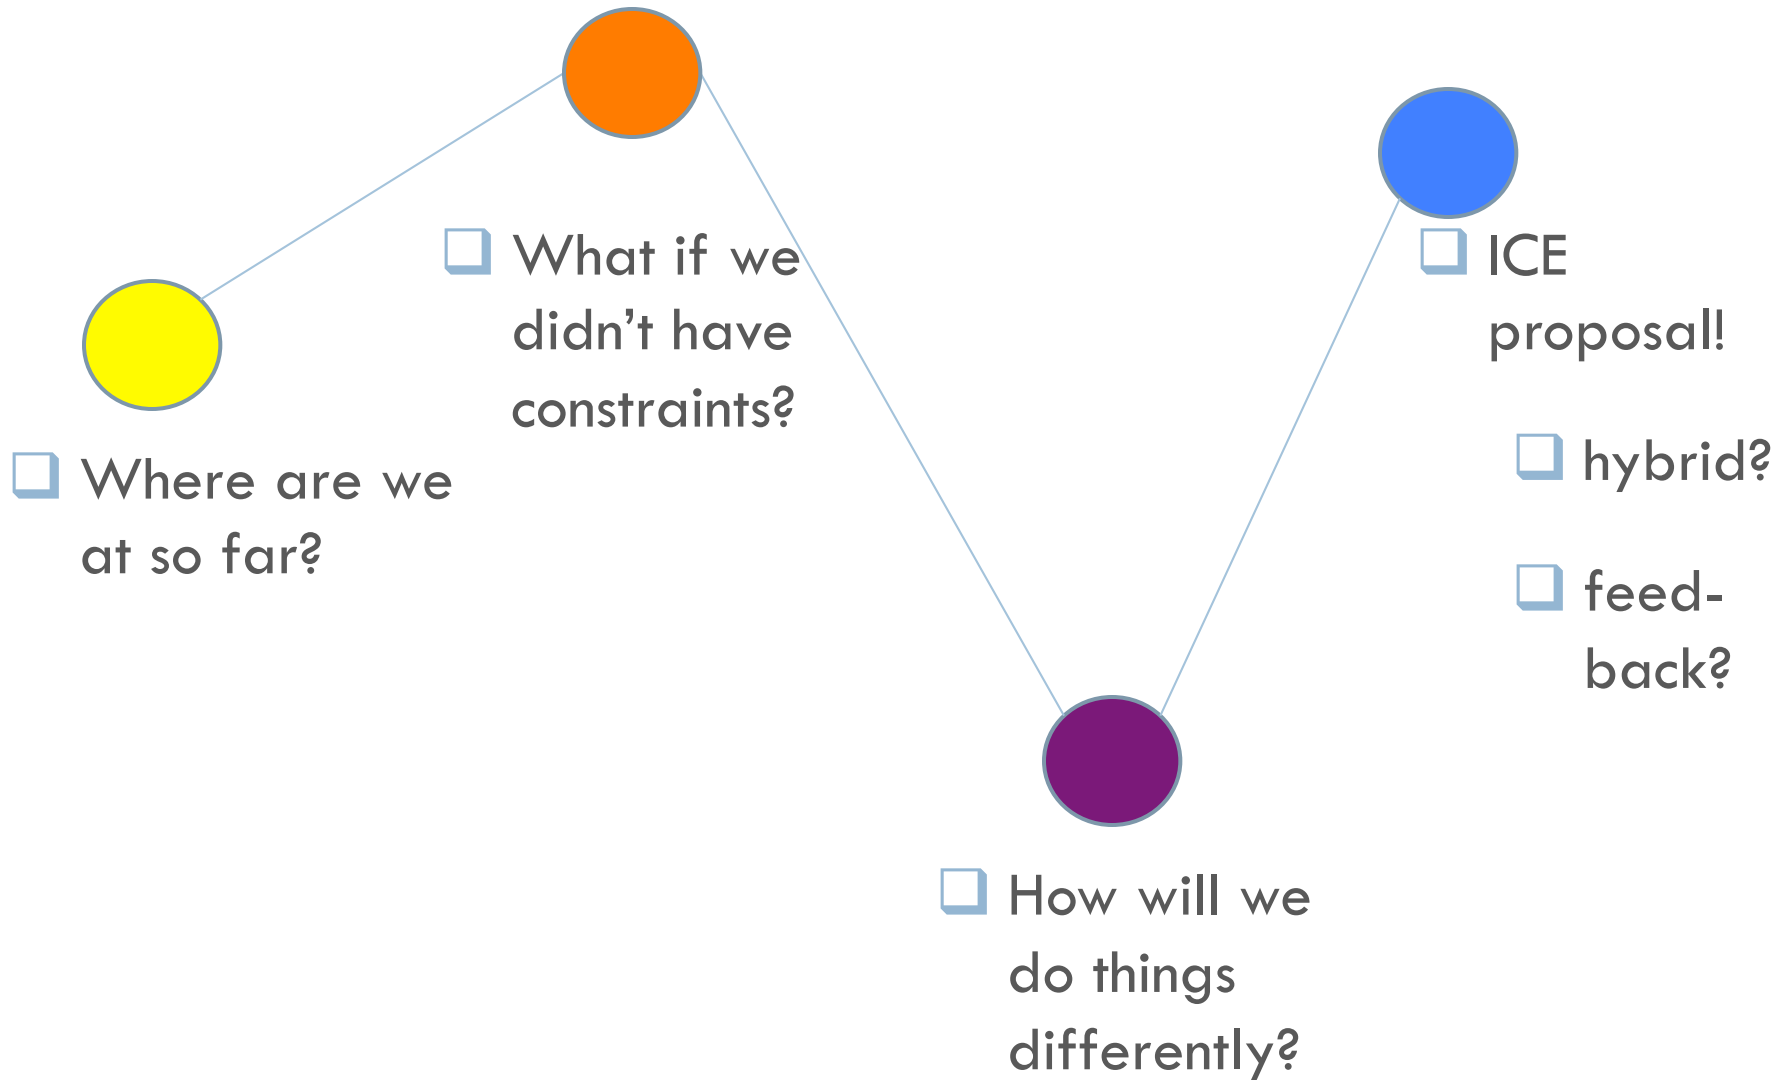 Where are we
at so far?
What if we
didn’t have
constraints?
How will we
do things
differently?
ICE
proposal!
hybrid?
feed-
back?